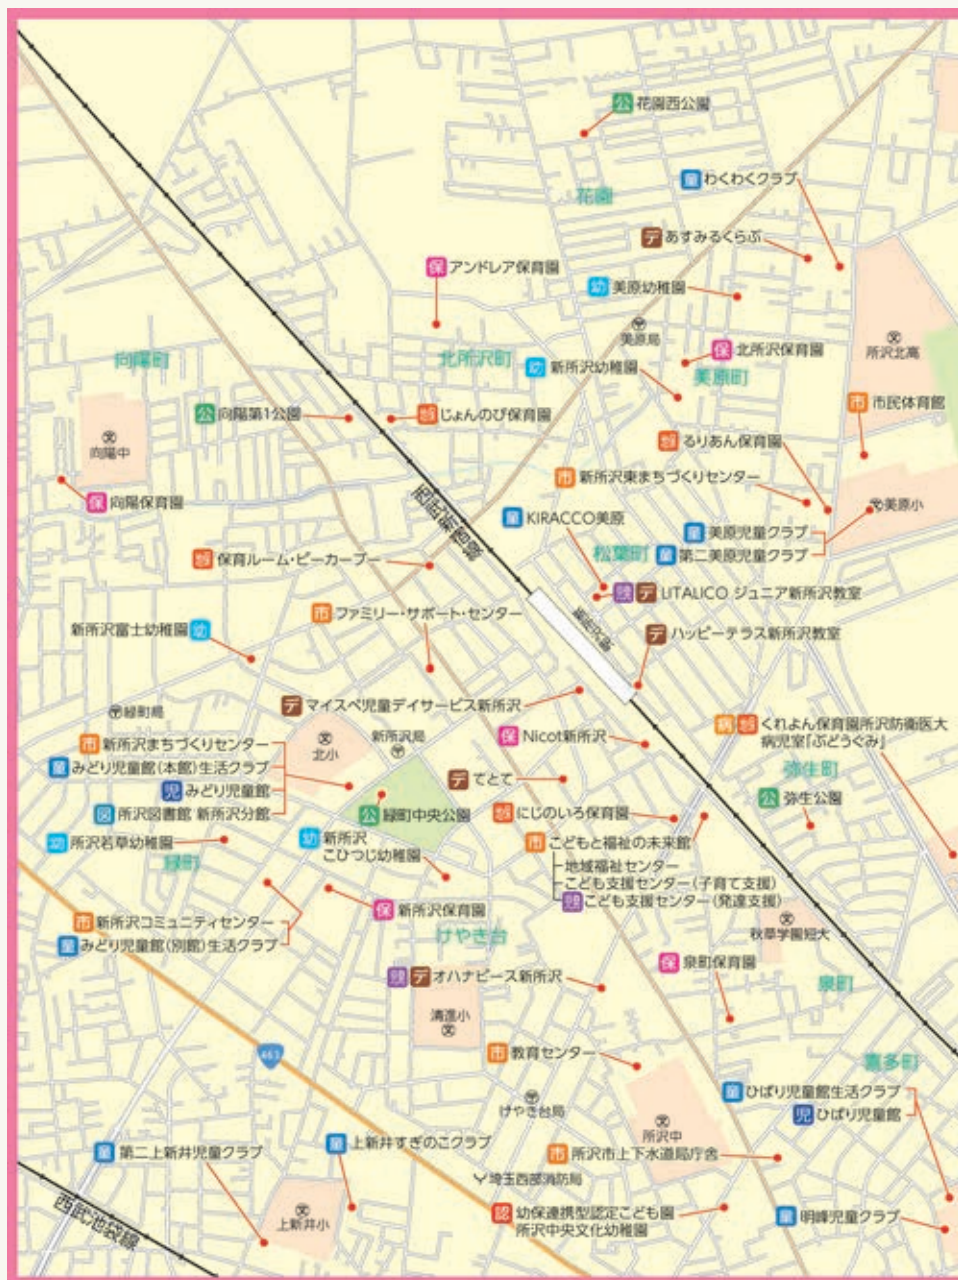 公 花園西公園
童 わくわくクラブ
花園
デ あすみるくらぶ
保 アンドレア保育園
幼 美原幼稚園
美原局
保 北所沢保育園
所沢北高
向陽町
北所沢町
幼 新所沢幼稚園
美原町
市 市民体育館
公 向陽第1公園
地 じょんのび保育園
向陽中
地 るりあん保育園
市 新所沢東まちづくりセンター
保 向陽保育園
西武新宿線
童 KIRACCO美原
美原小
童 美原児童クラブ
松葉町
童 第二美原児童クラブ
地 保育ルーム・ピーカーブー
デ LITALICO ジュニア新所沢教室
市 ファミリー・サポート・センター
新所沢駅
新所沢富士幼稚園 幼
デ ハッピーテラス新所沢教室
デ マイスペ児童デイサービス新所沢
緑町局
北小
新所沢局
保 Nicot新所沢
病 地 くれよん保育園所沢防衛医大
病児室「ぶどうぐみ」
市 新所沢まちづくりセンター
童 みどり児童館(本館)生活クラブ
児 みどり児童館
図 所沢図書館 新所沢分館
デ てとて
弥生町
公 弥生公園
公 緑町中央公園
地 にじのいろ保育園
幼 所沢若草幼稚園
緑町
幼 新所沢
こひつじ幼稚園
市 こどもと福祉の未来館
地域福祉センター
こども支援センター(子育て支援)
こども支援センター(発達支援)
保 新所沢保育園
市 新所沢コミュニティセンター
童 みどり児童館(別館)生活クラブ
けやき台
秋草学園短大
保 泉町保育園
デ オハナピース新所沢
泉町
清進小
市 教育センター
463
喜多町
けやき台局
童 ひばり児童館生活クラブ
児 ひばり児童館
所沢中
童 第二上新井児童クラブ
童 上新井すぎのこクラブ
市 所沢市上下水道局庁舎
埼玉西部消防局
西武池袋線
上新井小
認 幼保連携型認定こども園
所沢中央文化幼稚園
童 明峰児童クラブ